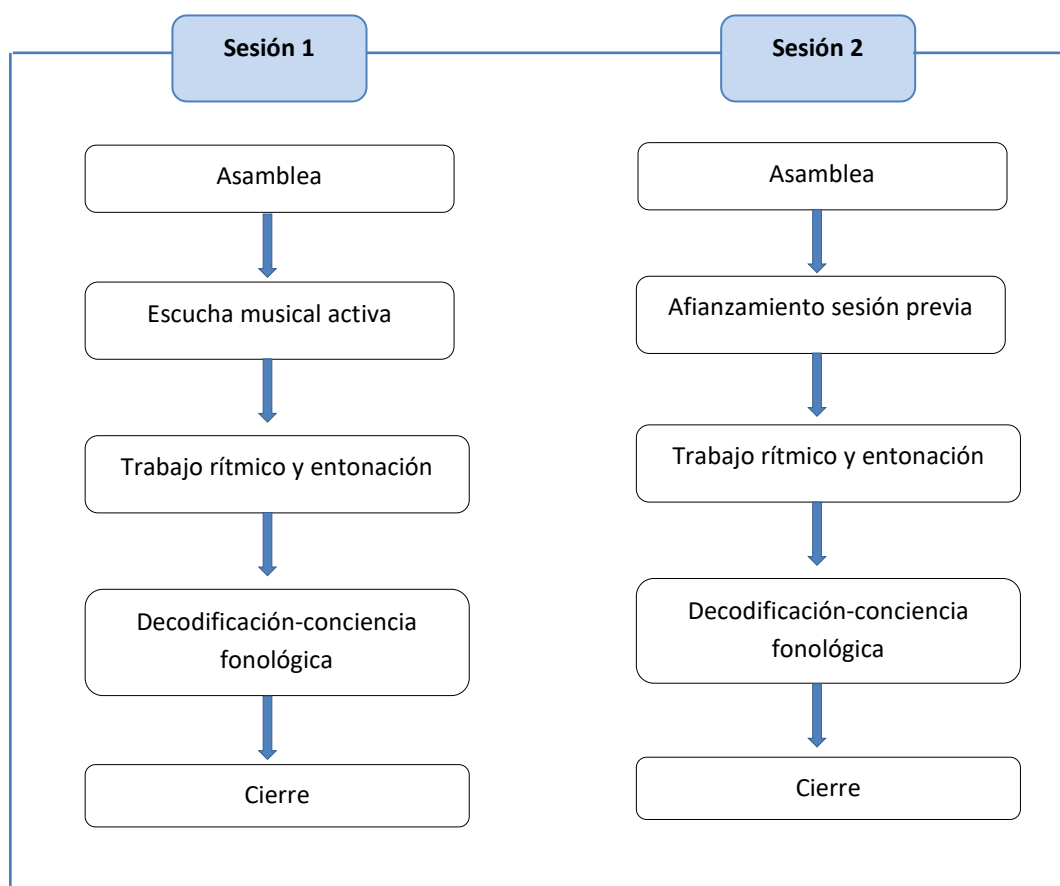 Sesión 1
Asamblea
Escucha musical activa
Trabajo rítmico y entonación
Decodificación-conciencia
fonológica
Cierre
Sesión 2
Asamblea
Afianzamiento sesión previa
Trabajo rítmico y entonación
Decodificación-conciencia
fonológica
Cierre